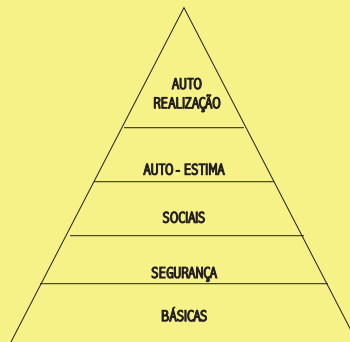 AUTO
REALIZAÇÃO
AUTO - ESTIMA
SOCIAIS
SEGURANÇA
BÁSICAS